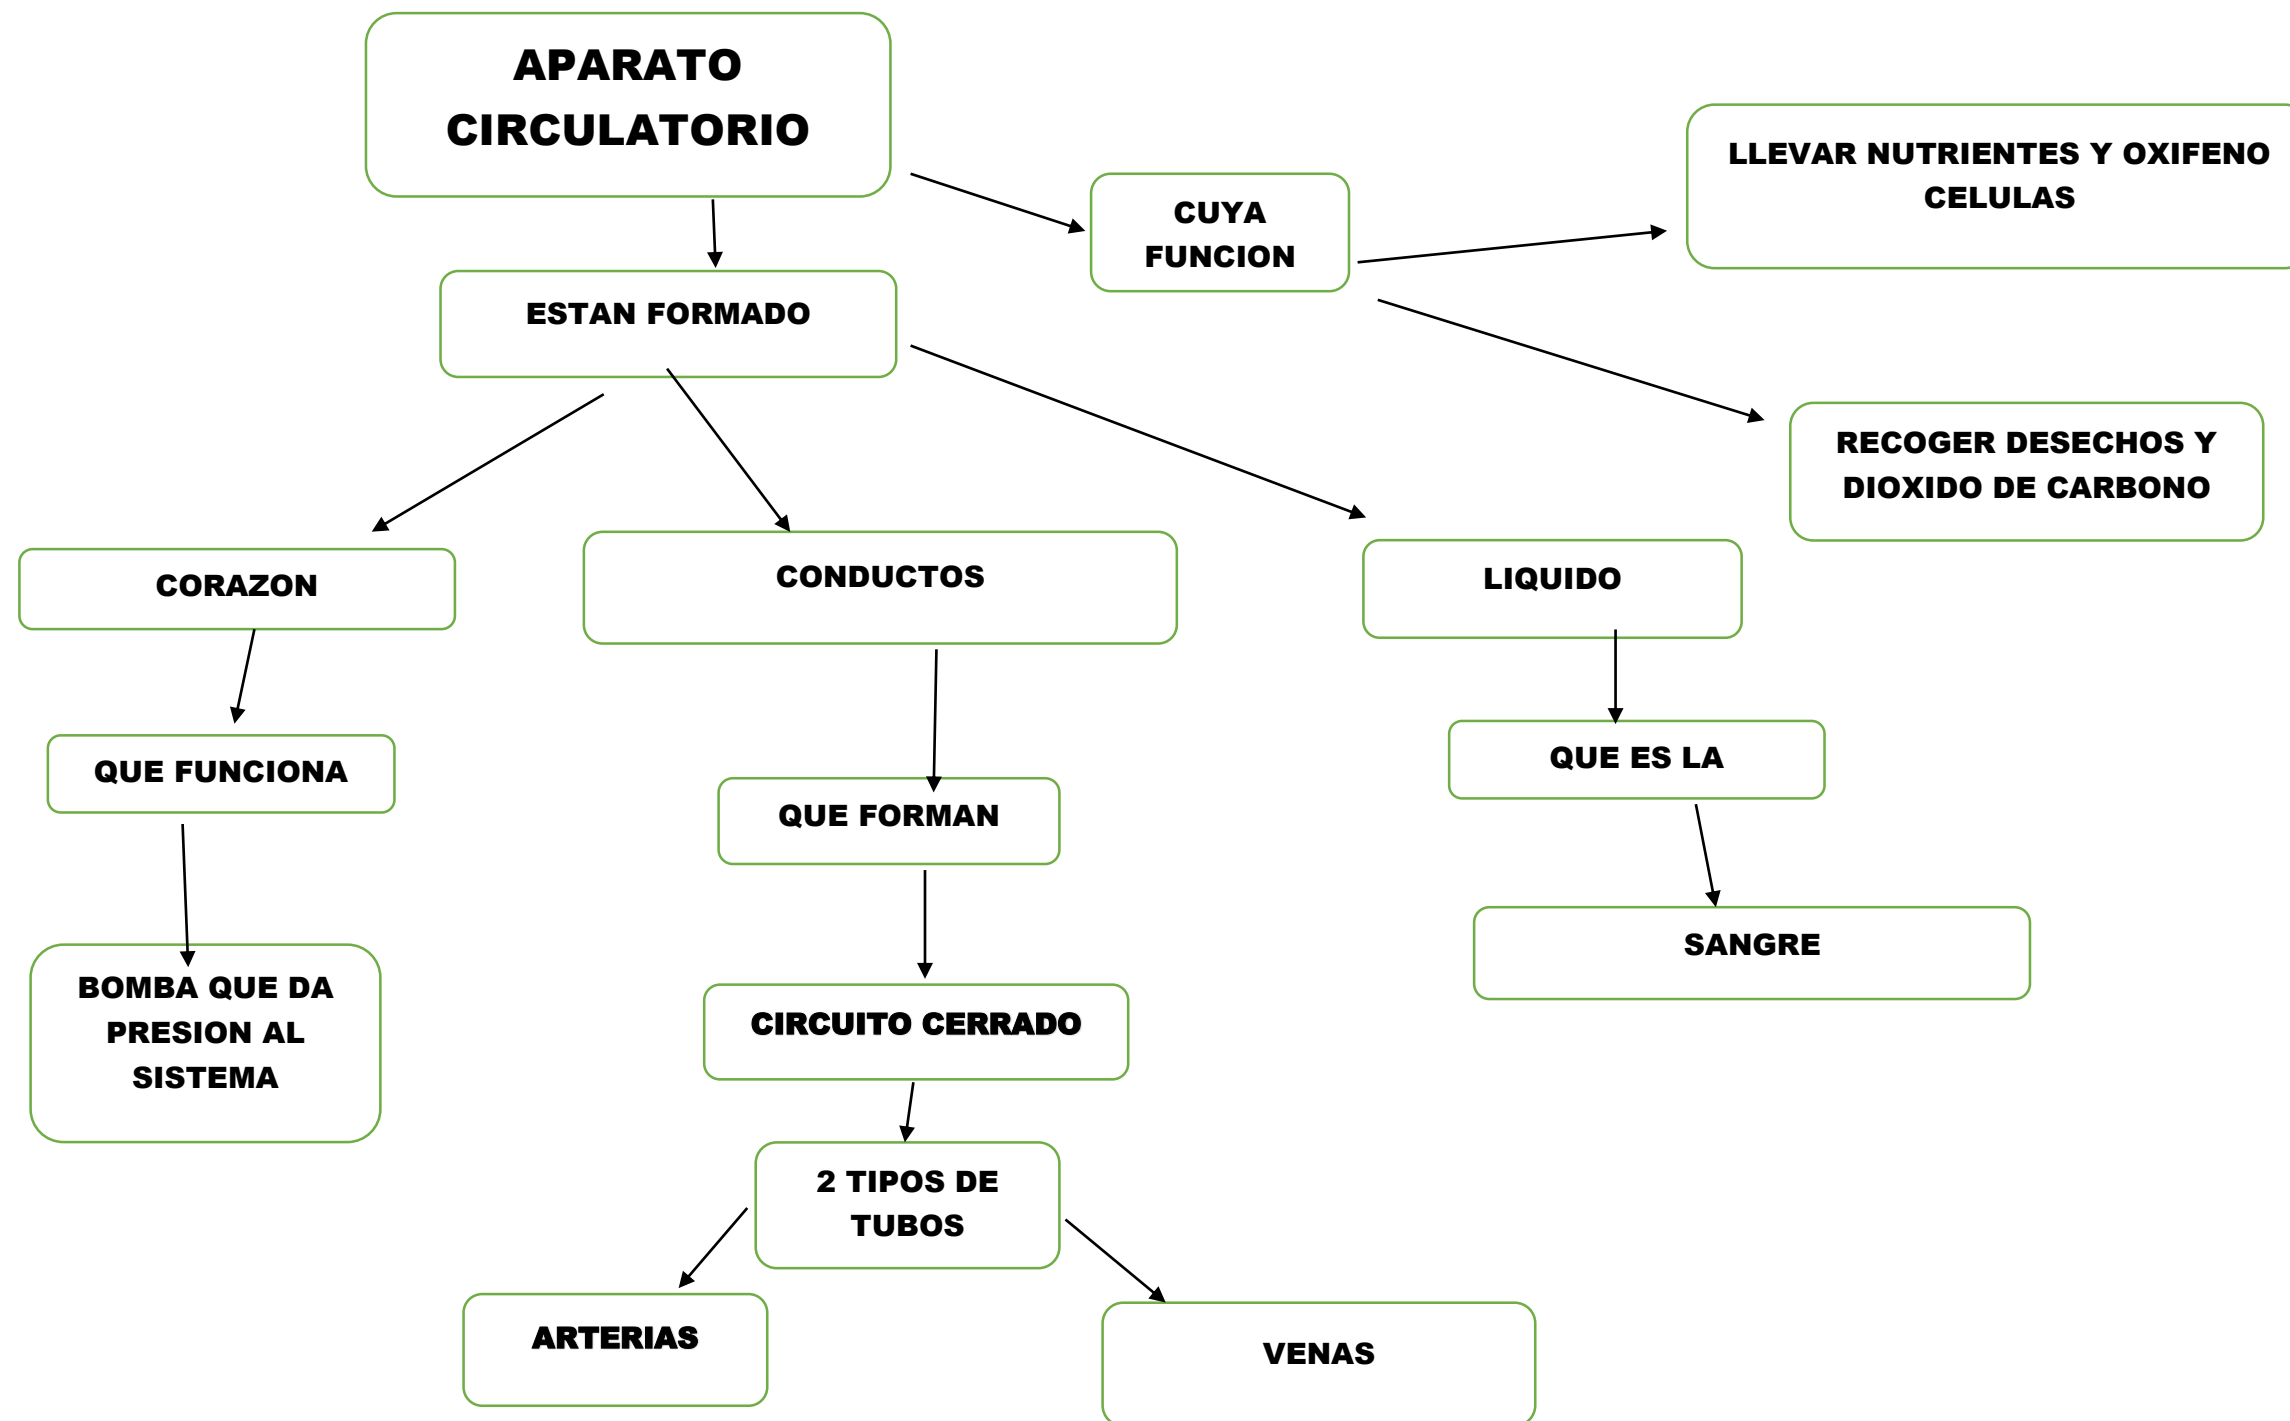 APARATO
CIRCULATORIO
LLEVAR NUTRIENTES Y OXIFENO
CELULAS
CUYA
FUNCION
ESTAN FORMADO
RECOGER DESECHOS Y
DIOXIDO DE CARBONO
CORAZON
CONDUCTOS
LIQUIDO
QUE FUNCIONA
QUE FORMAN
QUE ES LA
BOMBA QUE DA
PRESION AL
SISTEMA
CIRCUITO CERRADO
SANGRE
2 TIPOS DE
TUBOS
ARTERIAS
VENAS